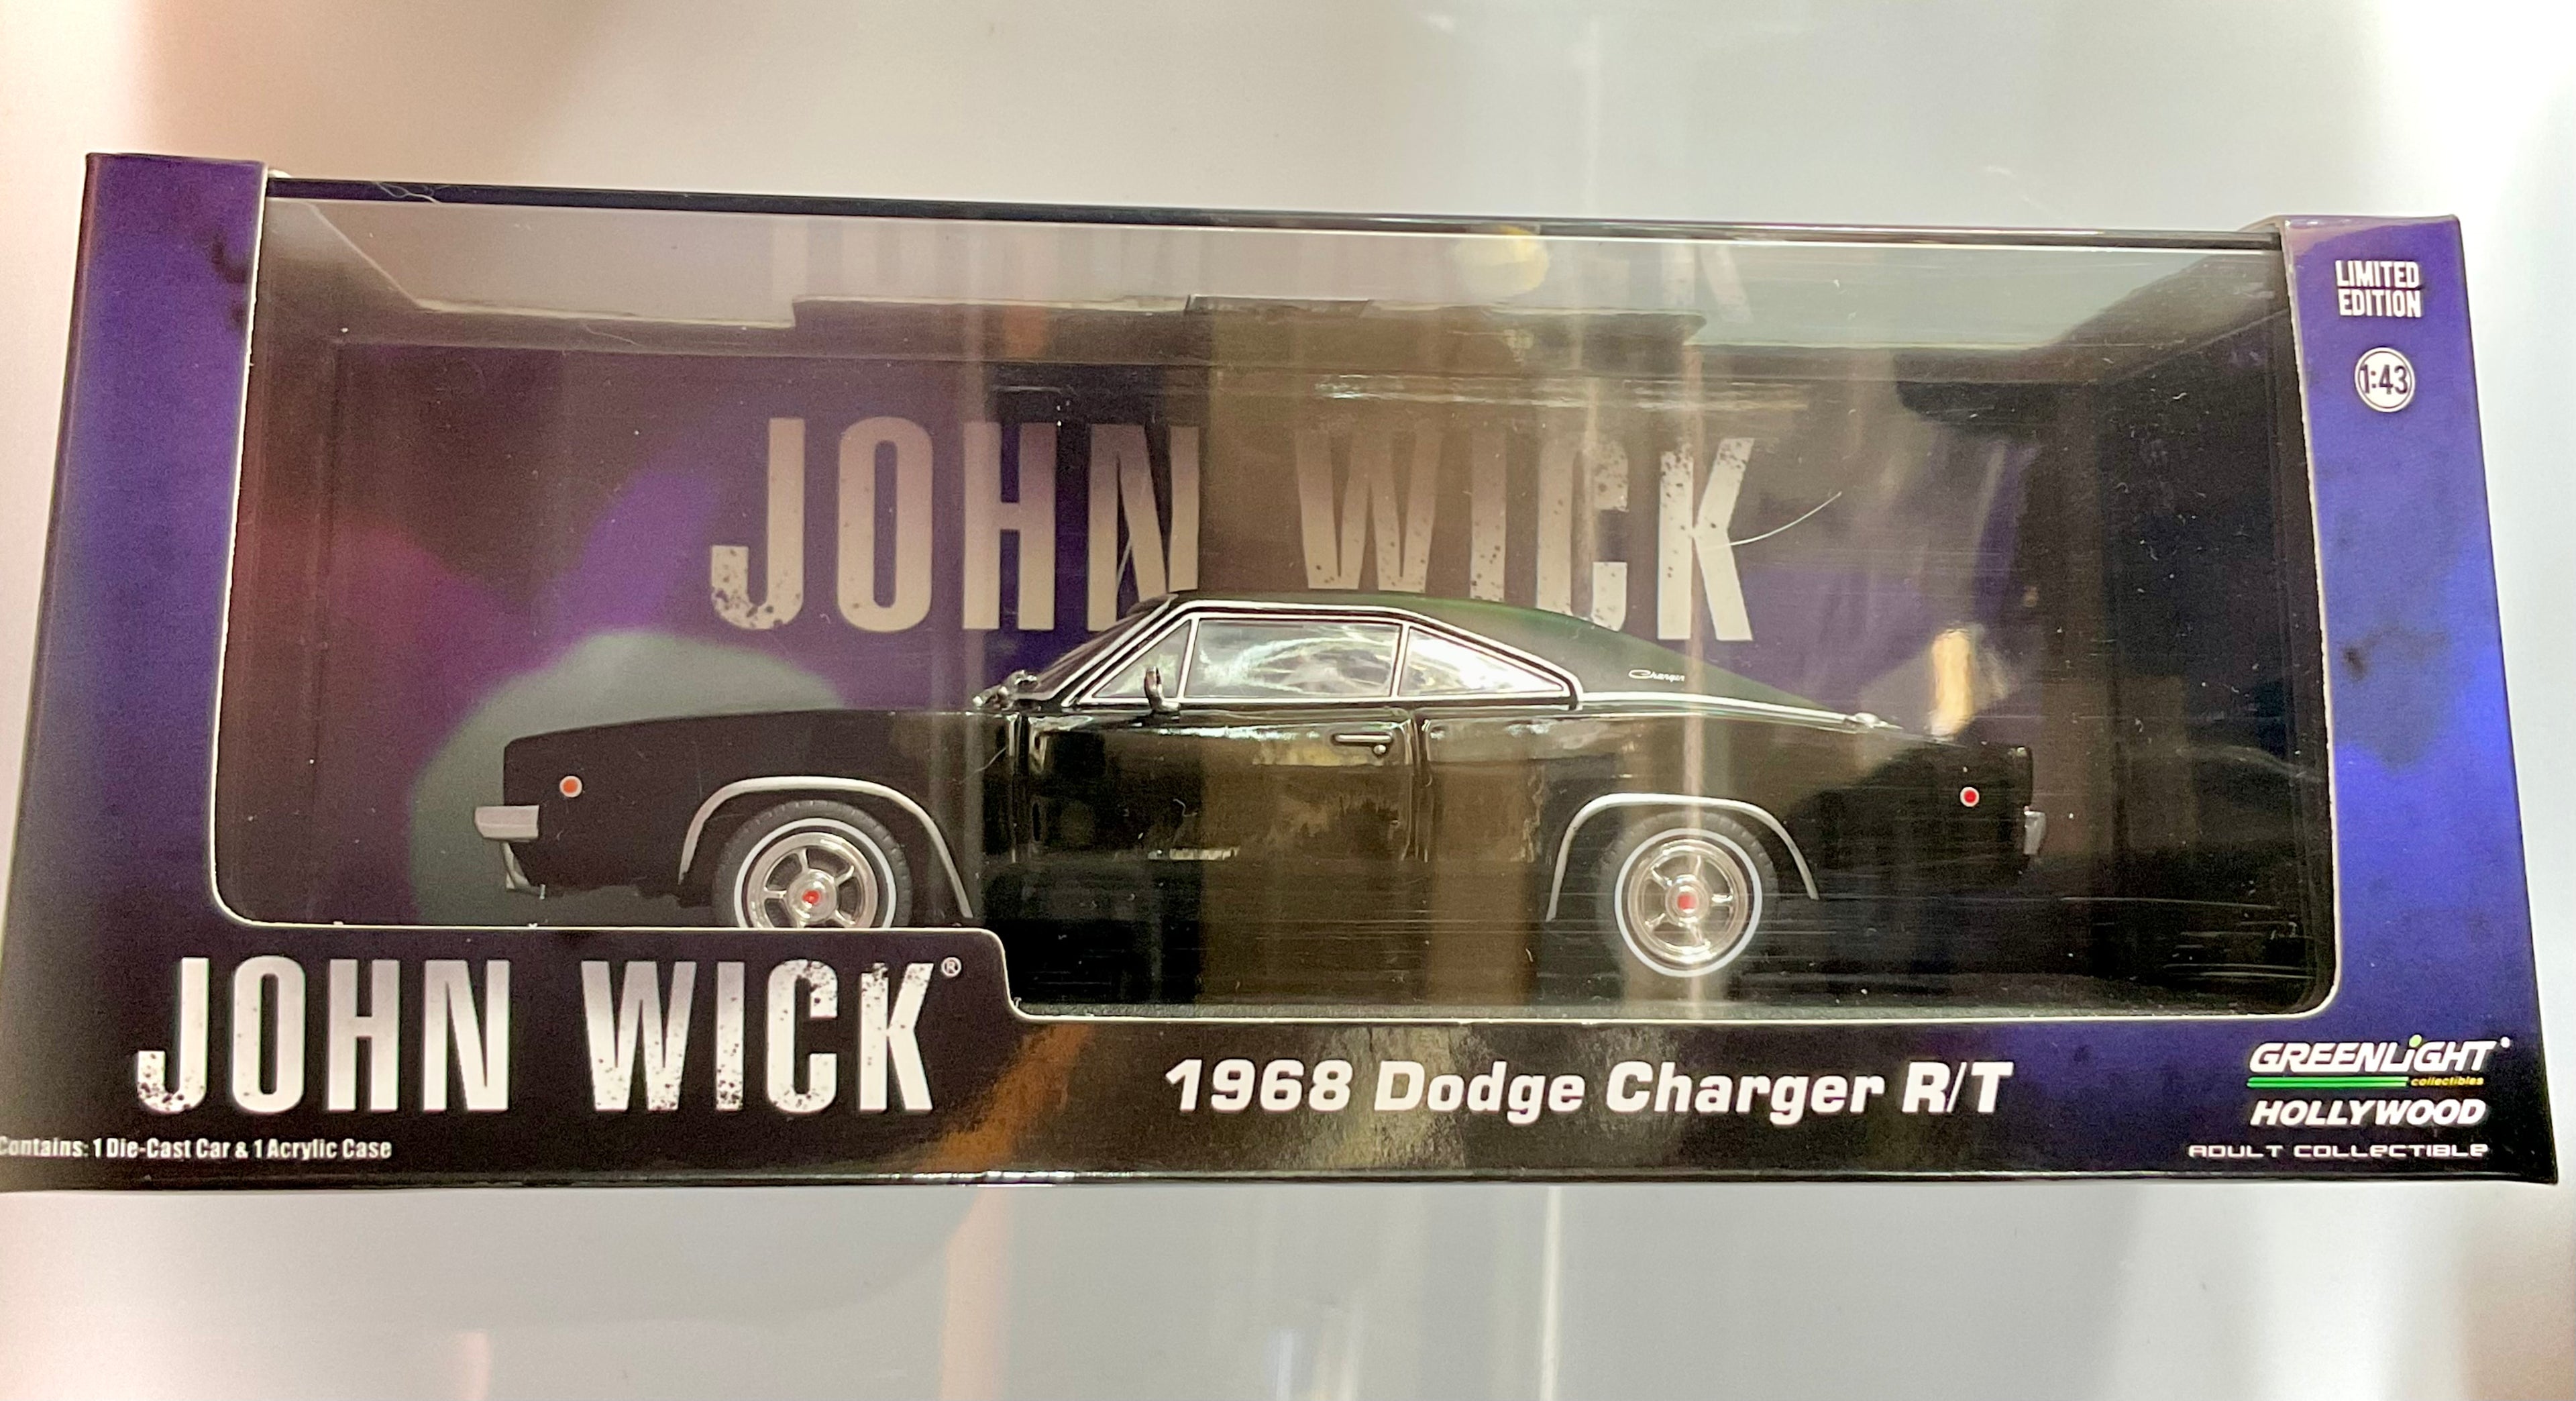 LIMITED
EDITION
1:43
JOHN WICK
Charger
JOHN WICK®
1968 Dodge Charger R/T
GREENLiGHT
collectibles
HOLLYWOOD
ADULT COLLECTIBLE
Contains: 1 Die-Cast Car & 1 Acrylic Case